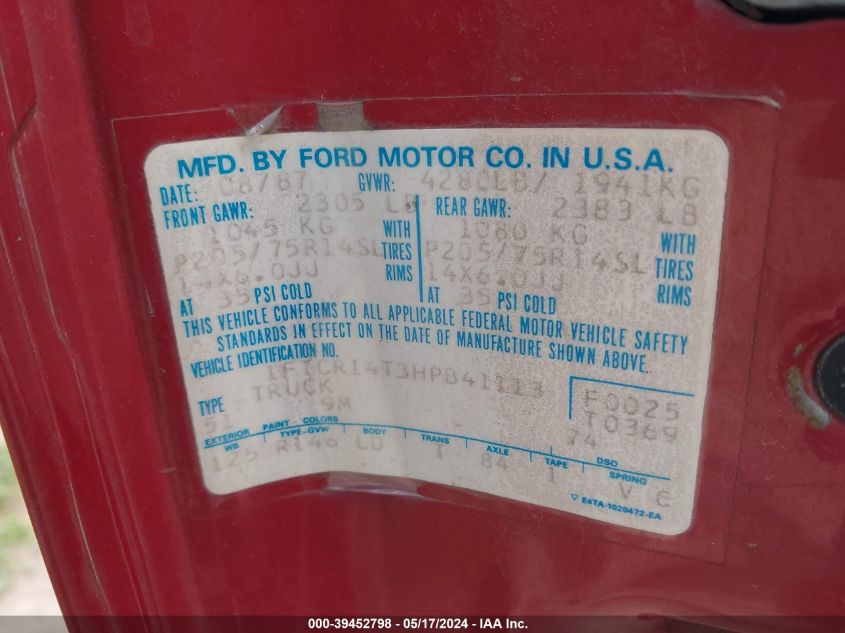 MFD. BY FORD MOTOR CO. IN U.S.A.
DATE: 08/87 GVWR: 4280LB/ 1941KG
FRONT GAWR: 2305 LB REAR GAWR: 2383 LB
1045 KG WITH 1080 KG WITH
P205/75R14SL TIRES P205/75R14SL TIRES
14X6.0JJ RIMS 14X6.0JJ RIMS
AT 35 PSI COLD AT 35 PSI COLD
THIS VEHICLE CONFORMS TO ALL APPLICABLE FEDERAL MOTOR VEHICLE SAFETY
STANDARDS IN EFFECT ON THE DATE OF MANUFACTURE SHOWN ABOVE.
VEHICLE IDENTIFICATION
1FTCR14T3HPB41113
TYPE TRUCK F0025
51 9M T036
74
EXTERIOR PAINT COLORS DSO
WB TYPE-GVW BODY TRANS AXLE TAPE SPRING
125 R146 LD T 84 1 V C
E4TA-1020472-EA
000-39452798 - 05/17/2024 - IAA Inc.